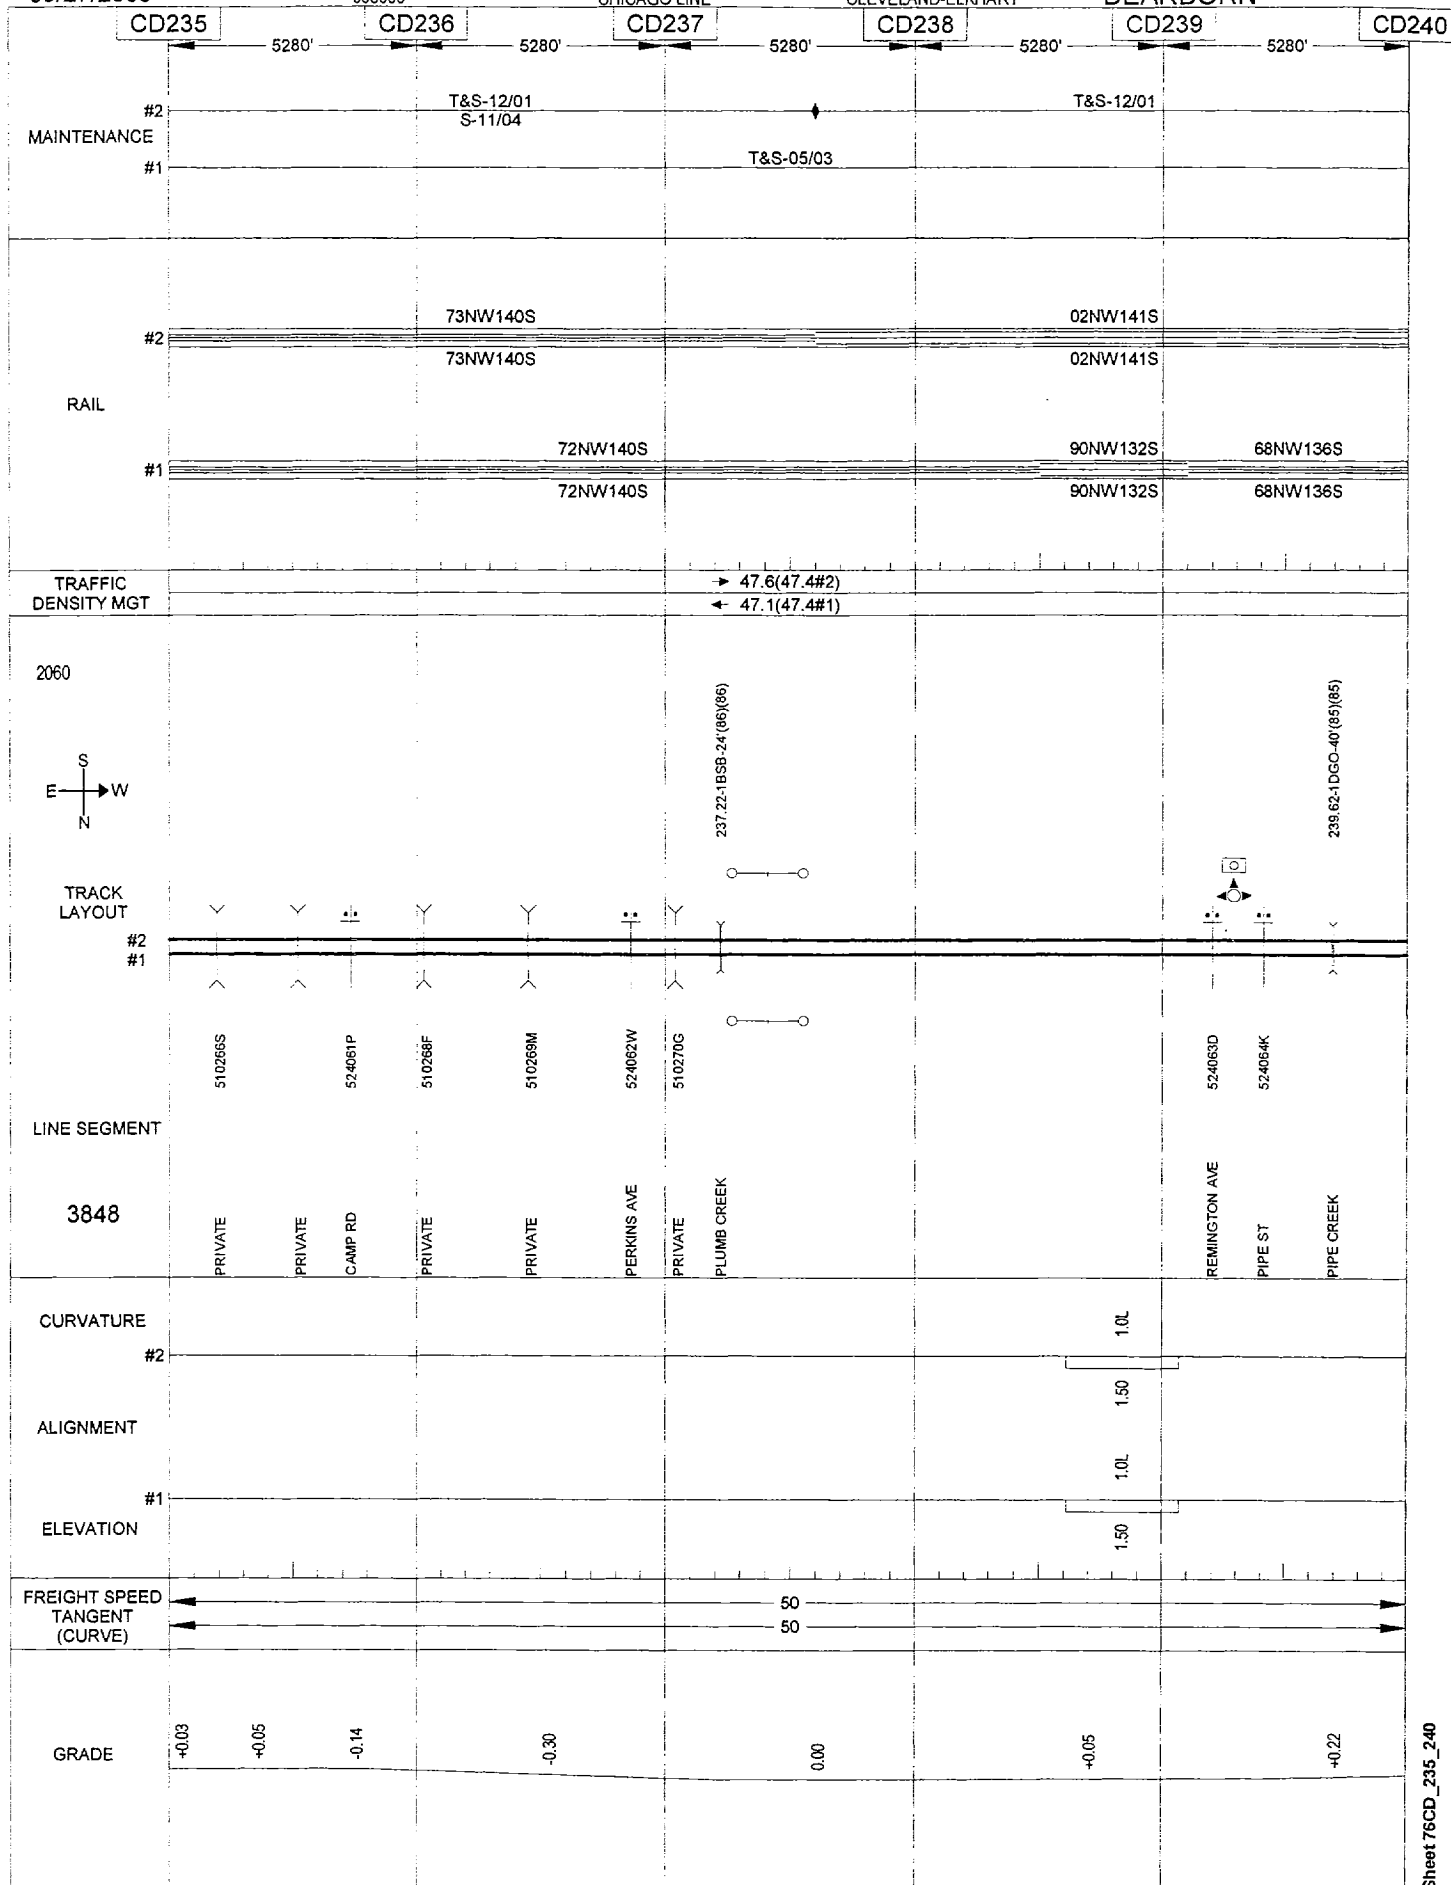 CHICAGO LINE
CLEVELAND-ELKHART
DEARBORN
CD235 CD236 CD237 CD238 CD239 CD240
5280' 5280' 5280' 5280' 5280'
MAINTENANCE
#2
T&S-12/01
S-11/04
T&S-12/01
#1
T&S-05/03
RAIL
#2
73NW140S 02NW141S
73NW140S 02NW141S
#1
72NW140S 90NW132S 68NW136S
72NW140S 90NW132S 68NW136S
TRAFFIC
DENSITY MGT
47.6(47.4#2)
47.1(47.4#1)
2060
S
E W
N
237.22-1BSB-24'(86)(86)
239.62-1DGO-40'(85)(85)
TRACK
LAYOUT
#2
#1
510266S
524061P
510268F
510269M
524062W
510270G
524063D
524064K
LINE SEGMENT
3848
PRIVATE
PRIVATE
CAMP RD
PRIVATE
PRIVATE
PERKINS AVE
PRIVATE
PLUMB CREEK
REMINGTON AVE
PIPE ST
PIPE CREEK
CURVATURE
#2
1.0L
1.50
ALIGNMENT
#1
1.0L
1.50
ELEVATION
FREIGHT SPEED
TANGENT
(CURVE)
50
50
GRADE
+0.03
+0.05
-0.14
-0.30
0.00
+0.05
+0.22
Sheet 76CD_235_240